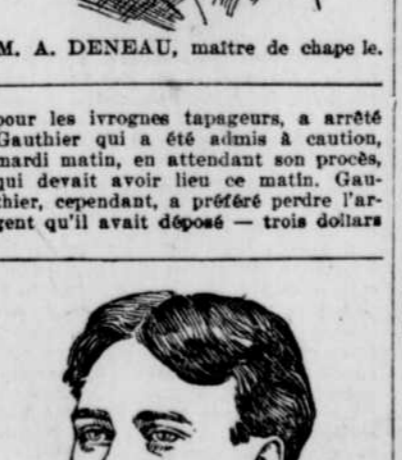 M. A. DENEAU, maître de chape le.
pour les ivrognes tapageurs, a arrêté
Gauthier qui a été admis à caution,
mardi matin, en attendant son procès,
qui devait avoir lieu ce matin. Gau-
thier, cependant, a préféré perdre l'ar-
gent qu'il avait déposé — trois dollars